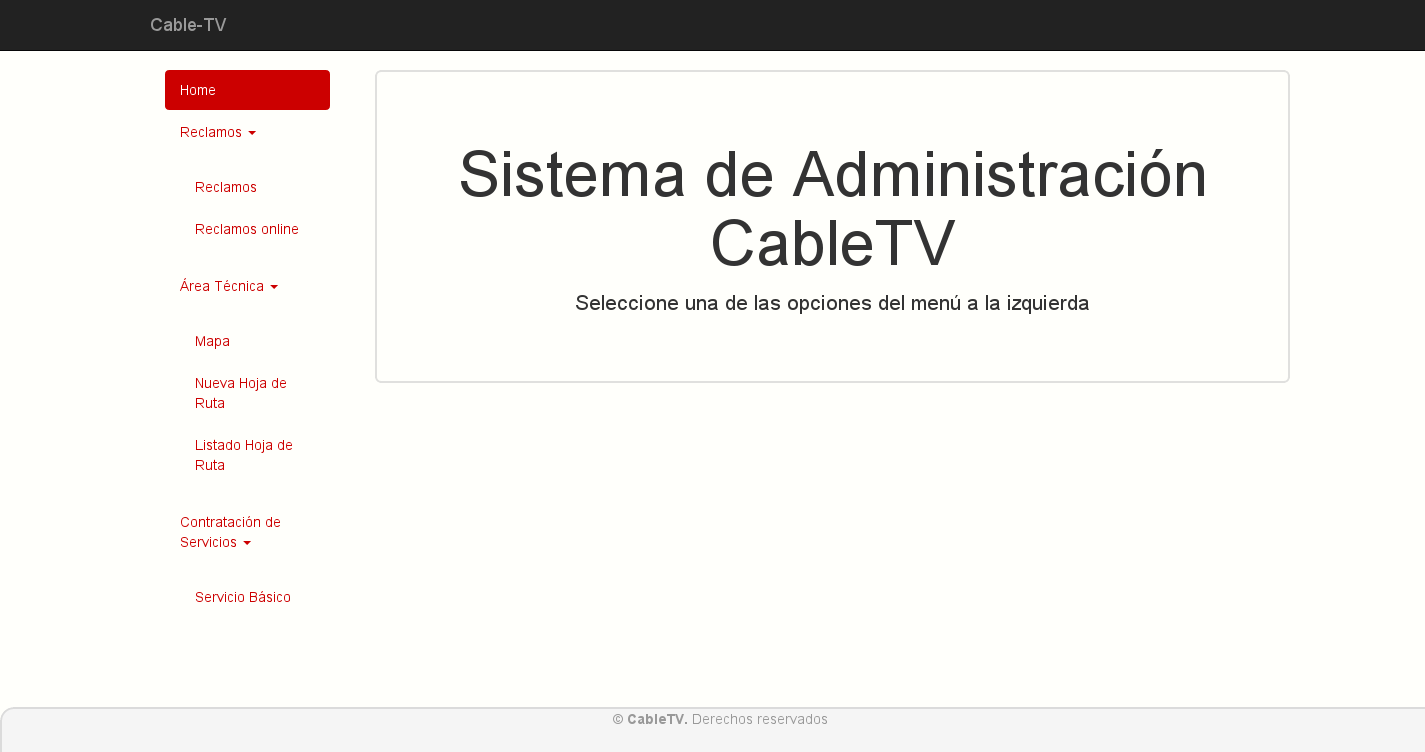 Cable-TV
Home
Reclamos
Reclamos
Reclamos online
Área Técnica
Mapa
Nueva Hoja de
Ruta
Listado Hoja de
Ruta
Contratación de
Servicios
Servicio Básico
Sistema de Administración
CableTV
Seleccione una de las opciones del menú a la izquierda
© CableTV. Derechos reservados